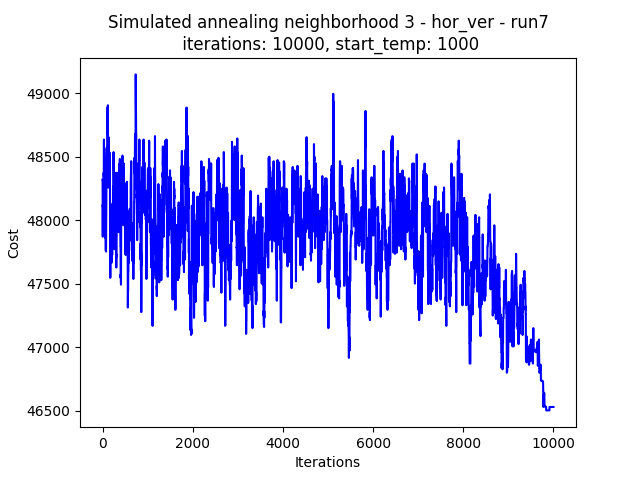 Simulated annealing neighborhood 3 - hor_ver - run7
iterations: 10000, start_temp: 1000
49000
48500
48000
47500
47000
46500
Cost
0 2000 4000 6000 8000 10000
Iterations